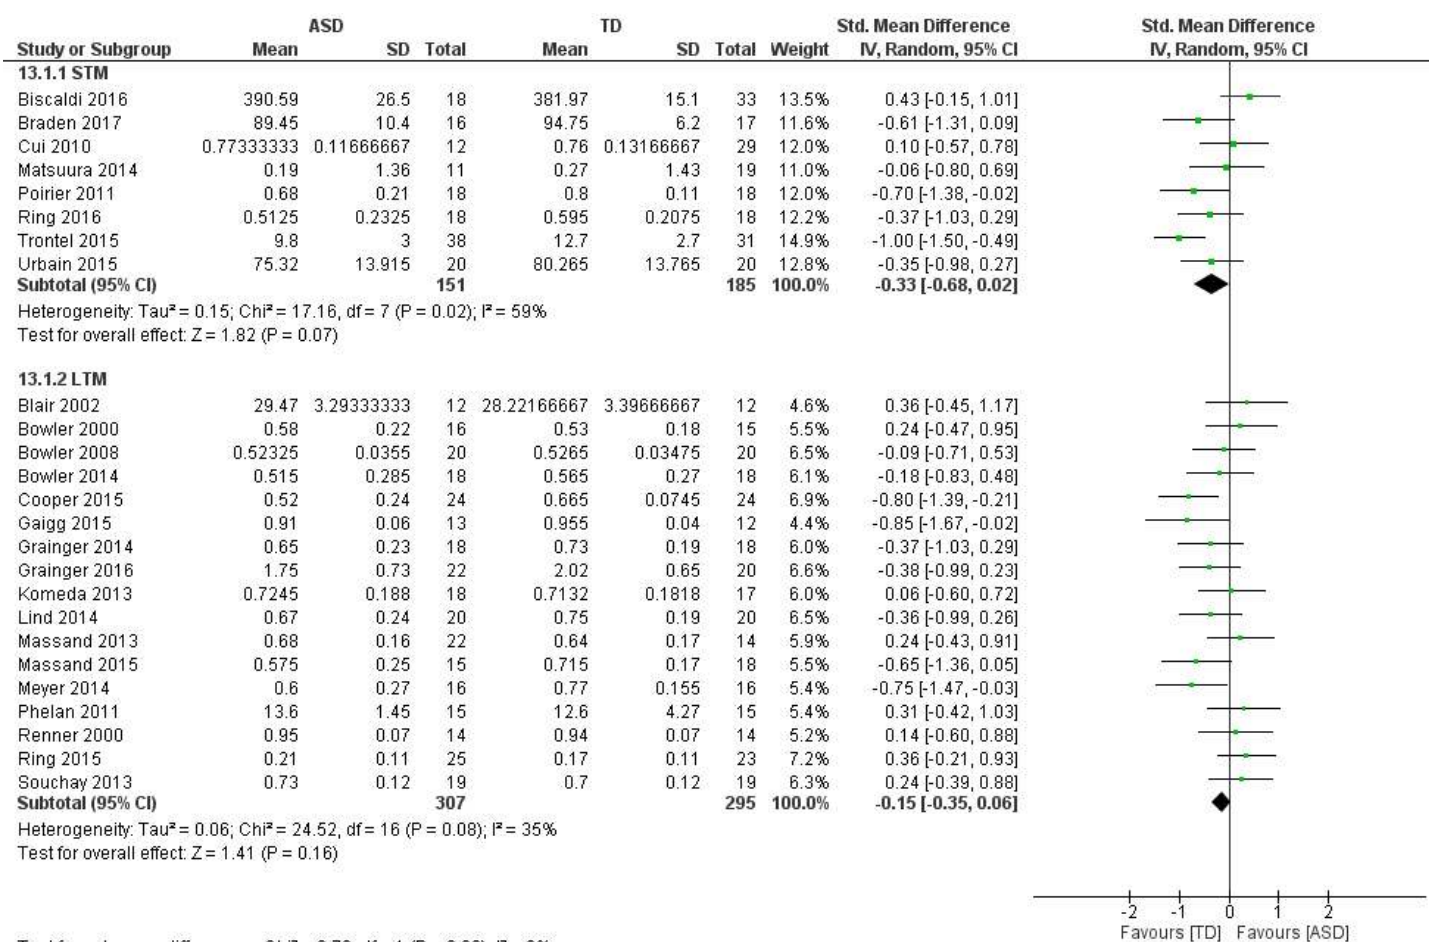 ASD TD Std. Mean Difference Std. Mean Difference
Study or Subgroup Mean SD Total Mean SD Total Weight IV, Random, 95% CI IV, Random, 95% CI
13.1.1 STM
Biscaldi 2016 390.59 26.5 18 381.97 15.1 33 13.5% 0.43 [-0.15, 1.01]
Braden 2017 89.45 10.4 16 94.75 6.2 17 11.6% -0.61 [-1.31, 0.09]
Cui 2010 0.77333333 0.11666667 12 0.76 0.13166667 29 12.0% 0.10 [-0.57, 0.78]
Matsuura 2014 0.19 1.36 11 0.27 1.43 19 11.0% -0.06 [-0.80, 0.69]
Poirier 2011 0.68 0.21 18 0.8 0.11 18 12.0% -0.70 [-1.38, -0.02]
Ring 2016 0.5125 0.2325 18 0.595 0.2075 18 12.2% -0.37 [-1.03, 0.29]
Trontel 2015 9.8 3 38 12.7 2.7 31 14.9% -1.00 [-1.50, -0.49]
Urbain 2015 75.32 13.915 20 80.265 13.765 20 12.8% -0.35 [-0.98, 0.27]
Subtotal (95% CI) 151 185 100.0% -0.33 [-0.68, 0.02]
Heterogeneity: Tau² = 0.15; Chi² = 17.16, df = 7 (P = 0.02); I² = 59%
Test for overall effect: Z = 1.82 (P = 0.07)
13.1.2 LTM
Blair 2002 29.47 3.29333333 12 28.22166667 3.39666667 12 4.6% 0.36 [-0.45, 1.17]
Bowler 2000 0.58 0.22 16 0.53 0.18 15 5.5% 0.24 [-0.47, 0.95]
Bowler 2008 0.52325 0.0355 20 0.5265 0.03475 20 6.5% -0.09 [-0.71, 0.53]
Bowler 2014 0.515 0.285 18 0.565 0.27 18 6.1% -0.18 [-0.83, 0.48]
Cooper 2015 0.52 0.24 24 0.665 0.0745 24 6.9% -0.80 [-1.39, -0.21]
Gaigg 2015 0.91 0.06 13 0.955 0.04 12 4.4% -0.85 [-1.67, -0.02]
Grainger 2014 0.65 0.23 18 0.73 0.19 18 6.0% -0.37 [-1.03, 0.29]
Grainger 2016 1.75 0.73 22 2.02 0.65 20 6.6% -0.38 [-0.99, 0.23]
Komeda 2013 0.7245 0.188 18 0.7132 0.1818 17 6.0% 0.06 [-0.60, 0.72]
Lind 2014 0.67 0.24 20 0.75 0.19 20 6.4% -0.36 [-0.99, 0.26]
Massand 2013 0.68 0.16 22 0.64 0.17 14 5.9% 0.24 [-0.43, 0.91]
Massand 2015 0.575 0.25 15 0.715 0.17 18 5.5% -0.65 [-1.36, 0.05]
Meyer 2014 0.6 0.27 16 0.77 0.155 16 5.4% -0.75 [-1.47, -0.03]
Phelan 2011 13.6 1.45 15 12.6 4.27 15 5.4% 0.31 [-0.42, 1.03]
Renner 2000 0.95 0.07 14 0.94 0.07 14 5.2% 0.14 [-0.60, 0.88]
Ring 2015 0.21 0.11 25 0.17 0.11 23 7.2% 0.36 [-0.21, 0.93]
Souchay 2013 0.73 0.12 19 0.7 0.12 19 6.3% 0.24 [-0.39, 0.88]
Subtotal (95% CI) 307 295 100.0% -0.15 [-0.35, 0.06]
Heterogeneity: Tau² = 0.06; Chi² = 24.52, df = 16 (P = 0.08); I² = 35%
Test for overall effect: Z = 1.41 (P = 0.16)
-2 -1 0 1 2
Favours [TD] Favours [ASD]